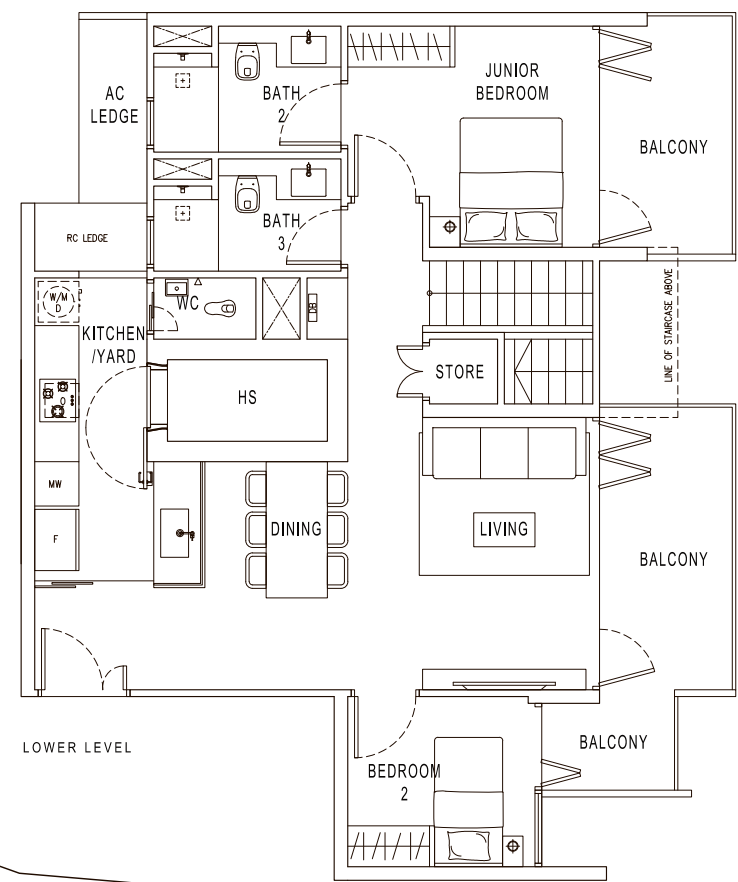 AC
LEDGE
BATH
2
JUNIOR
BEDROOM
BALCONY
BATH
3
RC LEDGE
W/M
D
WC
DB
KITCHEN
/YARD
LINE OF STAIRCASE ABOVE
STORE
HS
MW
F
DINING
LIVING
BALCONY
LOWER LEVEL
BALCONY
BEDROOM
2